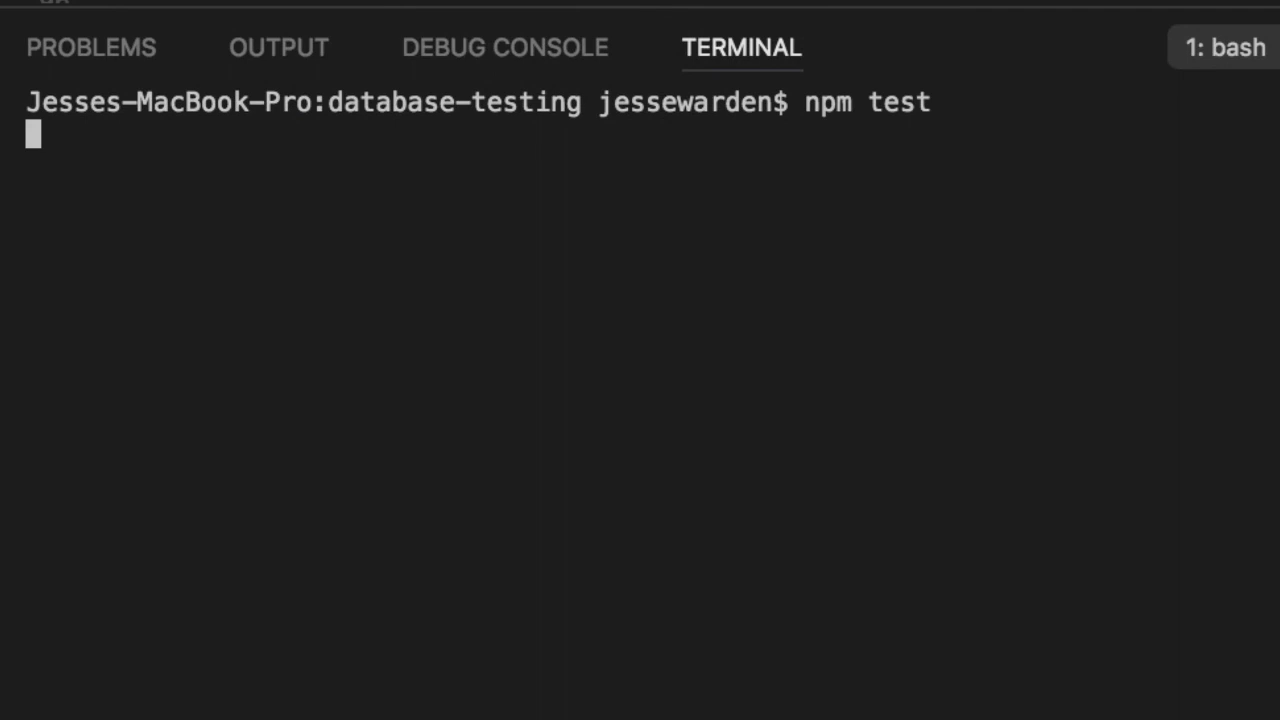 PROBLEMS OUTPUT DEBUG CONSOLE TERMINAL 1: bash
Jesses-MacBook-Pro:database-testing jessewarden$ npm test